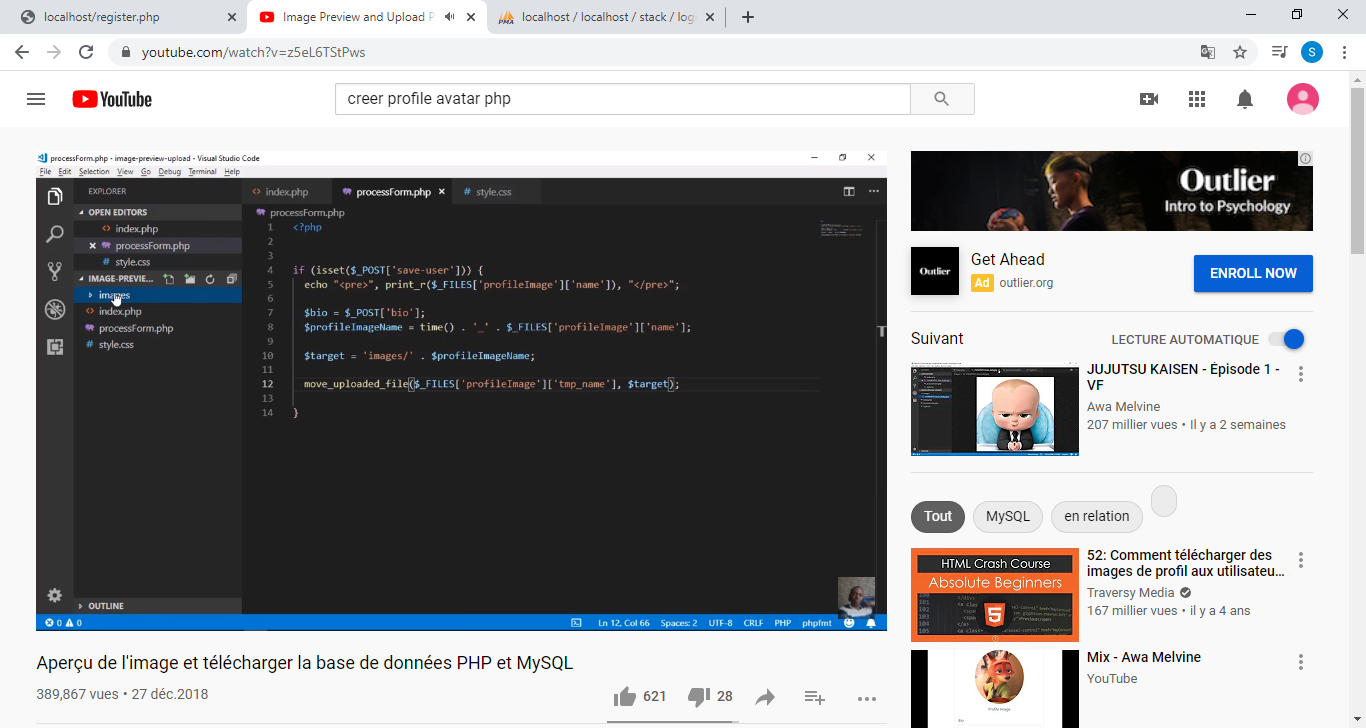 localhost/register.php
Image Preview and Upload P
localhost / localhost / stack / log
youtube.com/watch?v=z5eL6TStPws
S
YouTube
creer profile avatar php
processForm.php - image-preview-upload - Visual Studio Code
File Edit Selection View Go Debug Terminal Help
EXPLORER
OPEN EDITORS
index.php
processForm.php
style.css
IMAGE-PREVIE...
images
index.php
processForm.php
style.css
OUTLINE
index.php
processForm.php
style.css
processForm.php
1 <?php
2
3
4 if (isset($_POST['save-user'])) {
5 echo "<pre>", print_r($_FILES['profileImage']['name']), "</pre>";
6
7 $bio = $_POST['bio'];
8 $profileImageName = time() . '_' . $_FILES['profileImage']['name'];
9
10 $target = 'images/' . $profileImageName;
11
12 move_uploaded_file($_FILES['profileImage']['tmp_name'], $target);
13
14 }
0 0
Ln 12, Col 66 Spaces: 2 UTF-8 CRLF PHP phpfmt
Aperçu de l'image et télécharger la base de données PHP et MySQL
389,867 vues • 27 déc.2018
621 28
Outlier
Intro to Psychology
Outlier
Get Ahead
Ad outlier.org
ENROLL NOW
Suivant
LECTURE AUTOMATIQUE
JUJUTSU KAISEN - Épisode 1 -
VF
Awa Melvine
207 millier vues • Il y a 2 semaines
Tout MySQL en relation
HTML Crash Course
Absolute Beginners
52: Comment télécharger des
images de profil aux utilisateu...
Traversy Media
167 millier vues • il y a 4 ans
Profile Image
Bio
Mix - Awa Melvine
YouTube